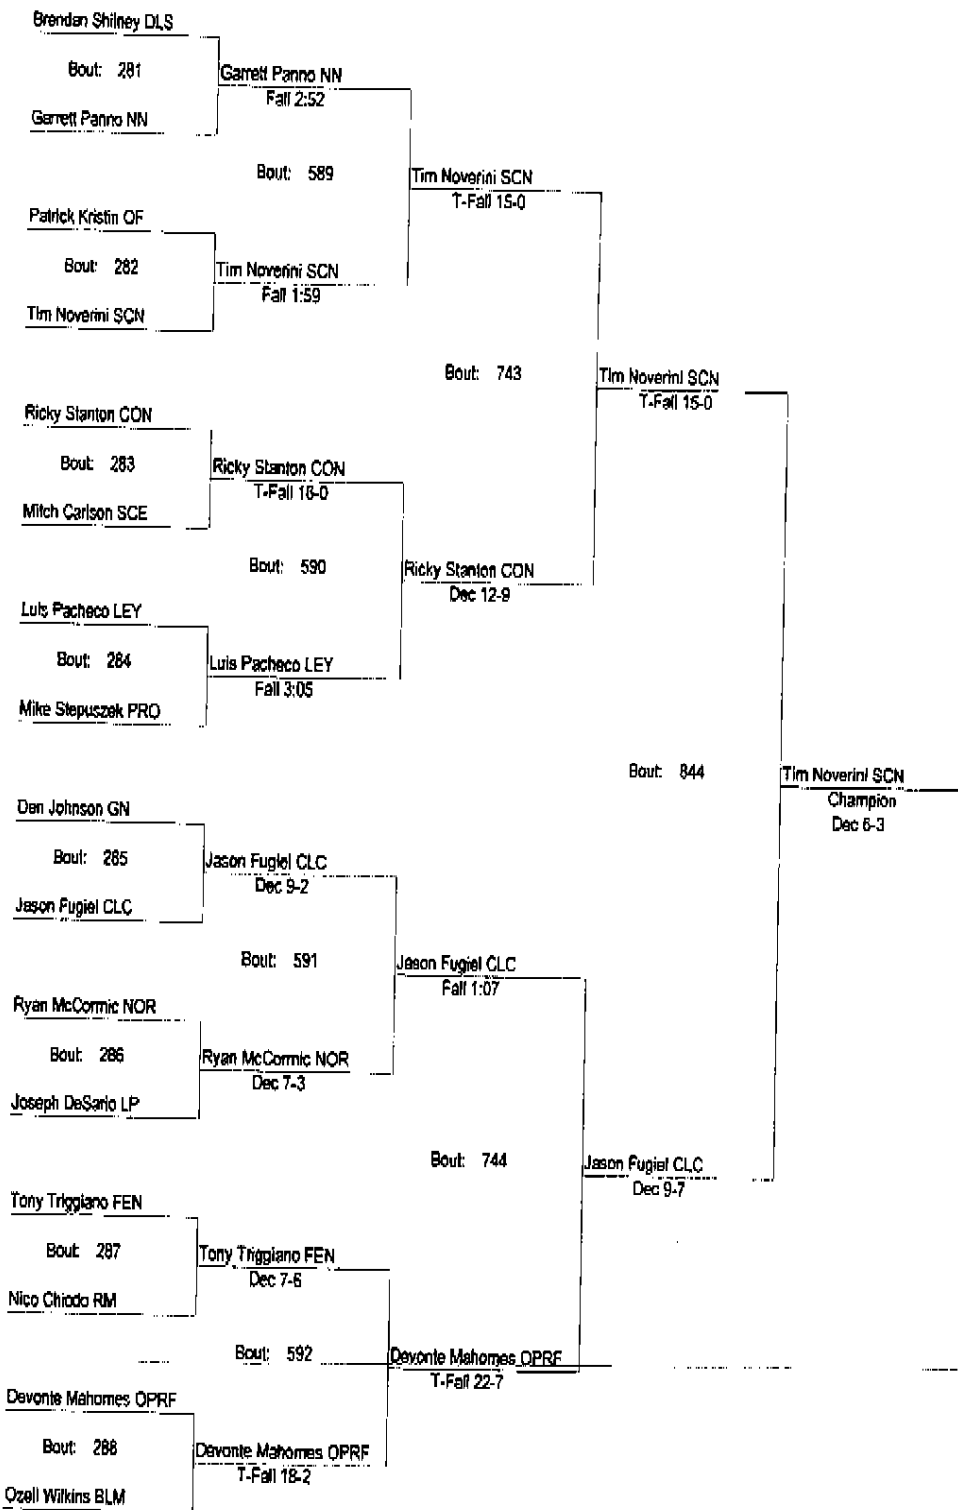 Brendan Shilney DLS
Bout: 281
Garrett Panno NN
Fall 2:52
Garrett Panno NN
Bout: 589
Tim Noverini SCN
T-Fall 15-0
Patrick Kristin OF
Bout: 282
Tim Noverini SCN
Fall 1:59
Tim Noverini SCN
Bout: 743
Tim Noverini SCN
T-Fall 15-0
Ricky Stanton CON
Bout: 283
Ricky Stanton CON
T-Fall 16-0
Mitch Carlson SCE
Bout: 590
Ricky Stanton CON
Dec 12-9
Luis Pacheco LEY
Bout: 284
Luis Pacheco LEY
Fall 3:05
Mike Stepuszek PRO
Bout: 844
Tim Noverini SCN
Champion
Dec 6-3
Dan Johnson GN
Bout: 285
Jason Fugiel CLC
Dec 9-2
Jason Fugiel CLC
Bout: 591
Jason Fugiel CLC
Fall 1:07
Ryan McCormic NOR
Bout: 286
Ryan McCormic NOR
Dec 7-3
Joseph DeSario LP
Bout: 744
Jason Fugiel CLC
Dec 9-7
Tony Triggiano FEN
Bout: 287
Tony Triggiano FEN
Dec 7-6
Nico Chiodo RM
Bout: 592
Devonte Mahomes OPRF
T-Fall 22-7
Devonte Mahomes OPRF
Bout: 288
Devonte Mahomes OPRF
T-Fall 18-2
Ozell Wilkins BLM